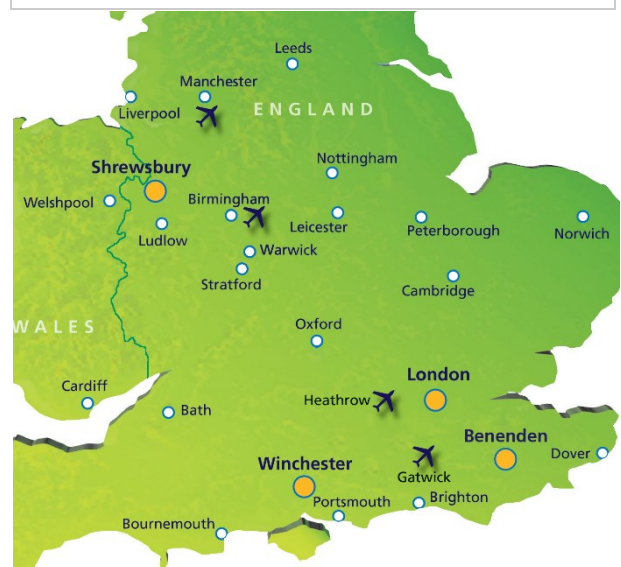 Leeds
Manchester
Liverpool
ENGLAND
Shrewsbury
Nottingham
Welshpool
Birmingham
Ludlow
Leicester
Peterborough
Norwich
Warwick
Stratford
Cambridge
WALES
Oxford
London
Cardiff
Heathrow
Bath
Benenden
Winchester
Gatwick
Dover
Portsmouth
Brighton
Bournemouth